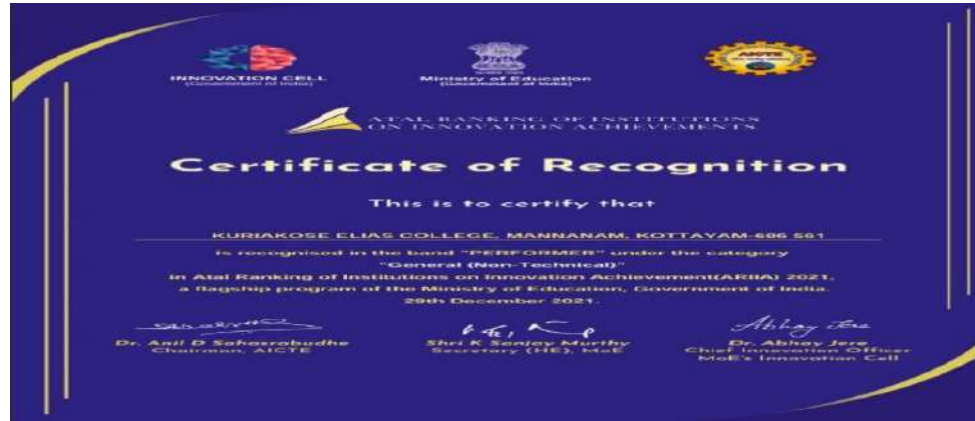 INNOVATION CELL
(Government of India)
Ministry of Education
(Government of India)
AICTE
ATAL RANKING OF INSTITUTIONS
ON INNOVATION ACHIEVEMENTS
Certificate of Recognition
This is to certify that
KURIAKOSE ELIAS COLLEGE, MANNANAM, KOTTAYAM-686 561
is recognised in the band "PERFORMER" under the category
"General (Non-Technical)"
in Atal Ranking of Institutions on Innovation Achievement(ARIIA) 2021,
a flagship program of the Ministry of Education, Government of India.
29th December 2021.
Abhay Jere
Dr. Anil D Sahasrabudhe
Chairman, AICTE
Shri K Sanjay Murthy
Secretary (HE), MoE
Dr. Abhay Jere
Chief Innovation Officer
MoE's Innovation Cell